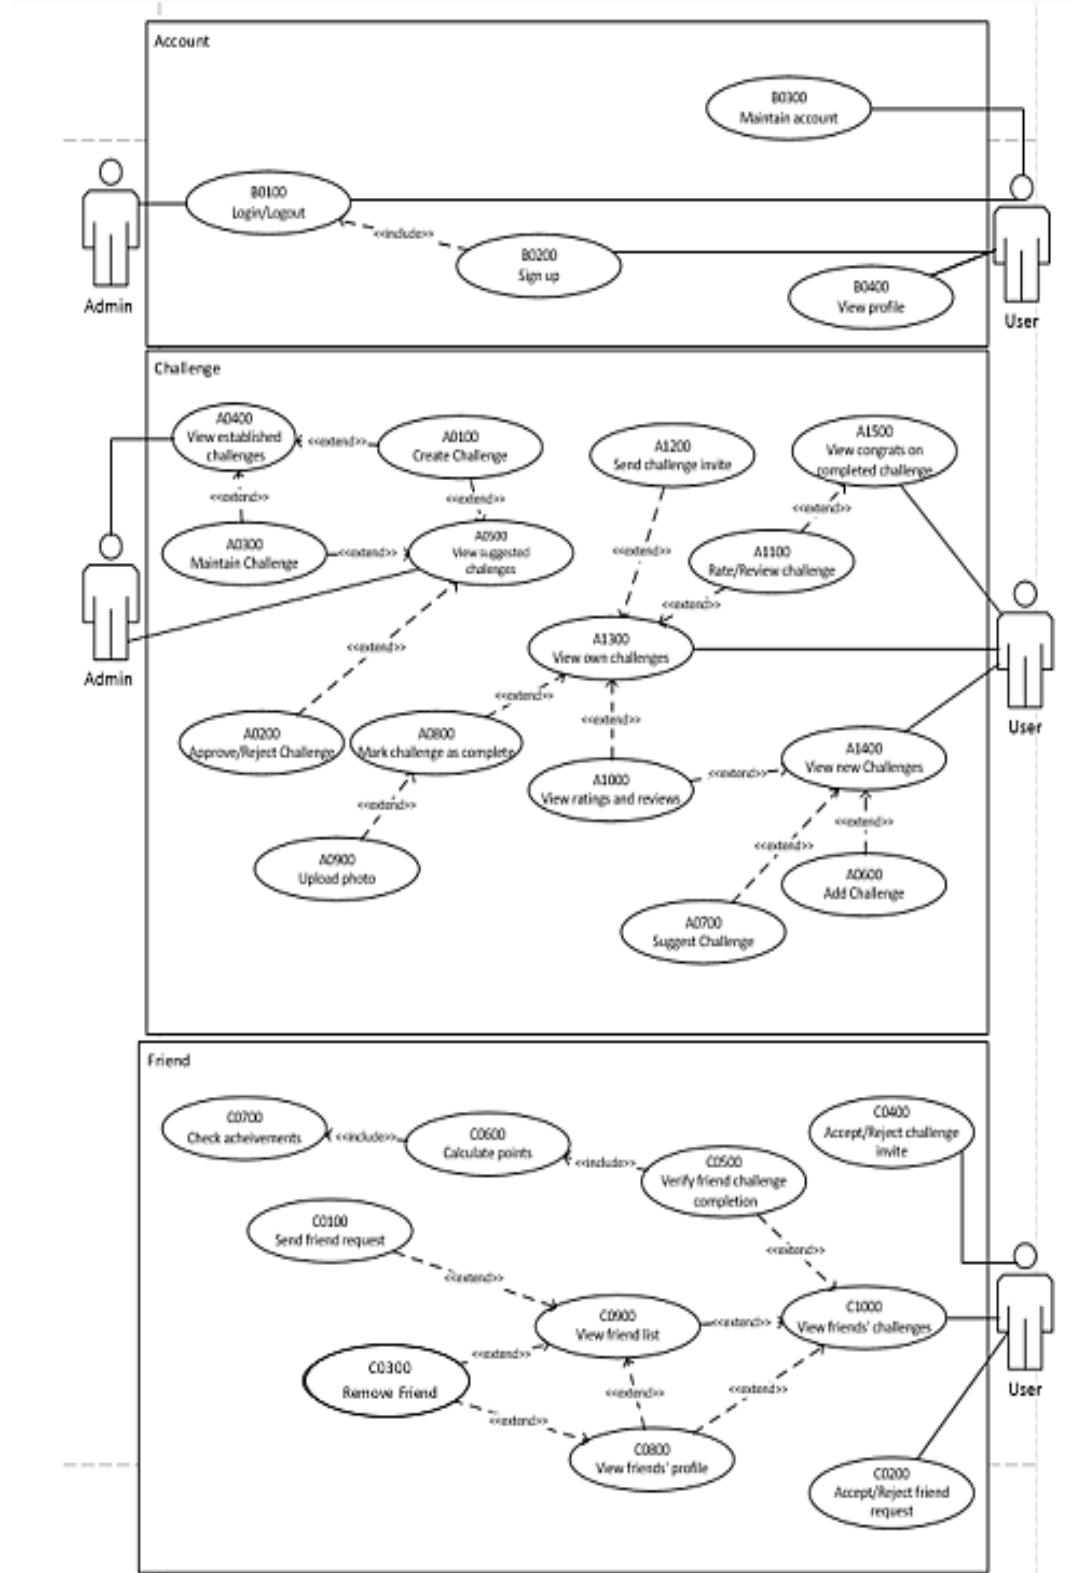 Account
B0300
Maintain account
B0100
Login/Logout
<<include>>
B0200
Sign up
B0400
View profile
Admin
User
Challenge
A0400
View established
challenges
<<extend>>
A0100
Create Challenge
A1200
Send challenge invite
A1500
View congrats on
completed challenge
<<extend>>
<<extend>>
<<extend>>
A0300
Maintain Challenge
<<extend>>
A0500
View suggested
chalenges
<<extend>>
A1100
Rate/Review challenge
<<extend>>
<<extend>>
A1300
View own challenges
Admin
User
<<extend>>
<<extend>>
A0200
Approve/Reject Challenge
A0800
Mark challenge as complete
A1400
View new Challenges
<<extend>>
A1000
View ratings and reviews
<<extend>>
<<extend>>
<<extend>>
A0900
Upload photo
A0600
Add Challenge
A0700
Suggest Challenge
Friend
C0700
Check acheivements
<<include>>
C0600
Calculate points
<<include>>
C0500
Verify friend challenge
completion
C0400
Accept/Reject challenge
invite
C0100
Send friend request
<<extend>>
<<extend>>
C0900
View friend list
<<extend>>
C1000
View friends' challenges
C0300
Remove Friend
<<extend>>
<<extend>>
<<extend>>
<<extend>>
User
C0800
View friends' profile
C0200
Accept/Reject friend
request